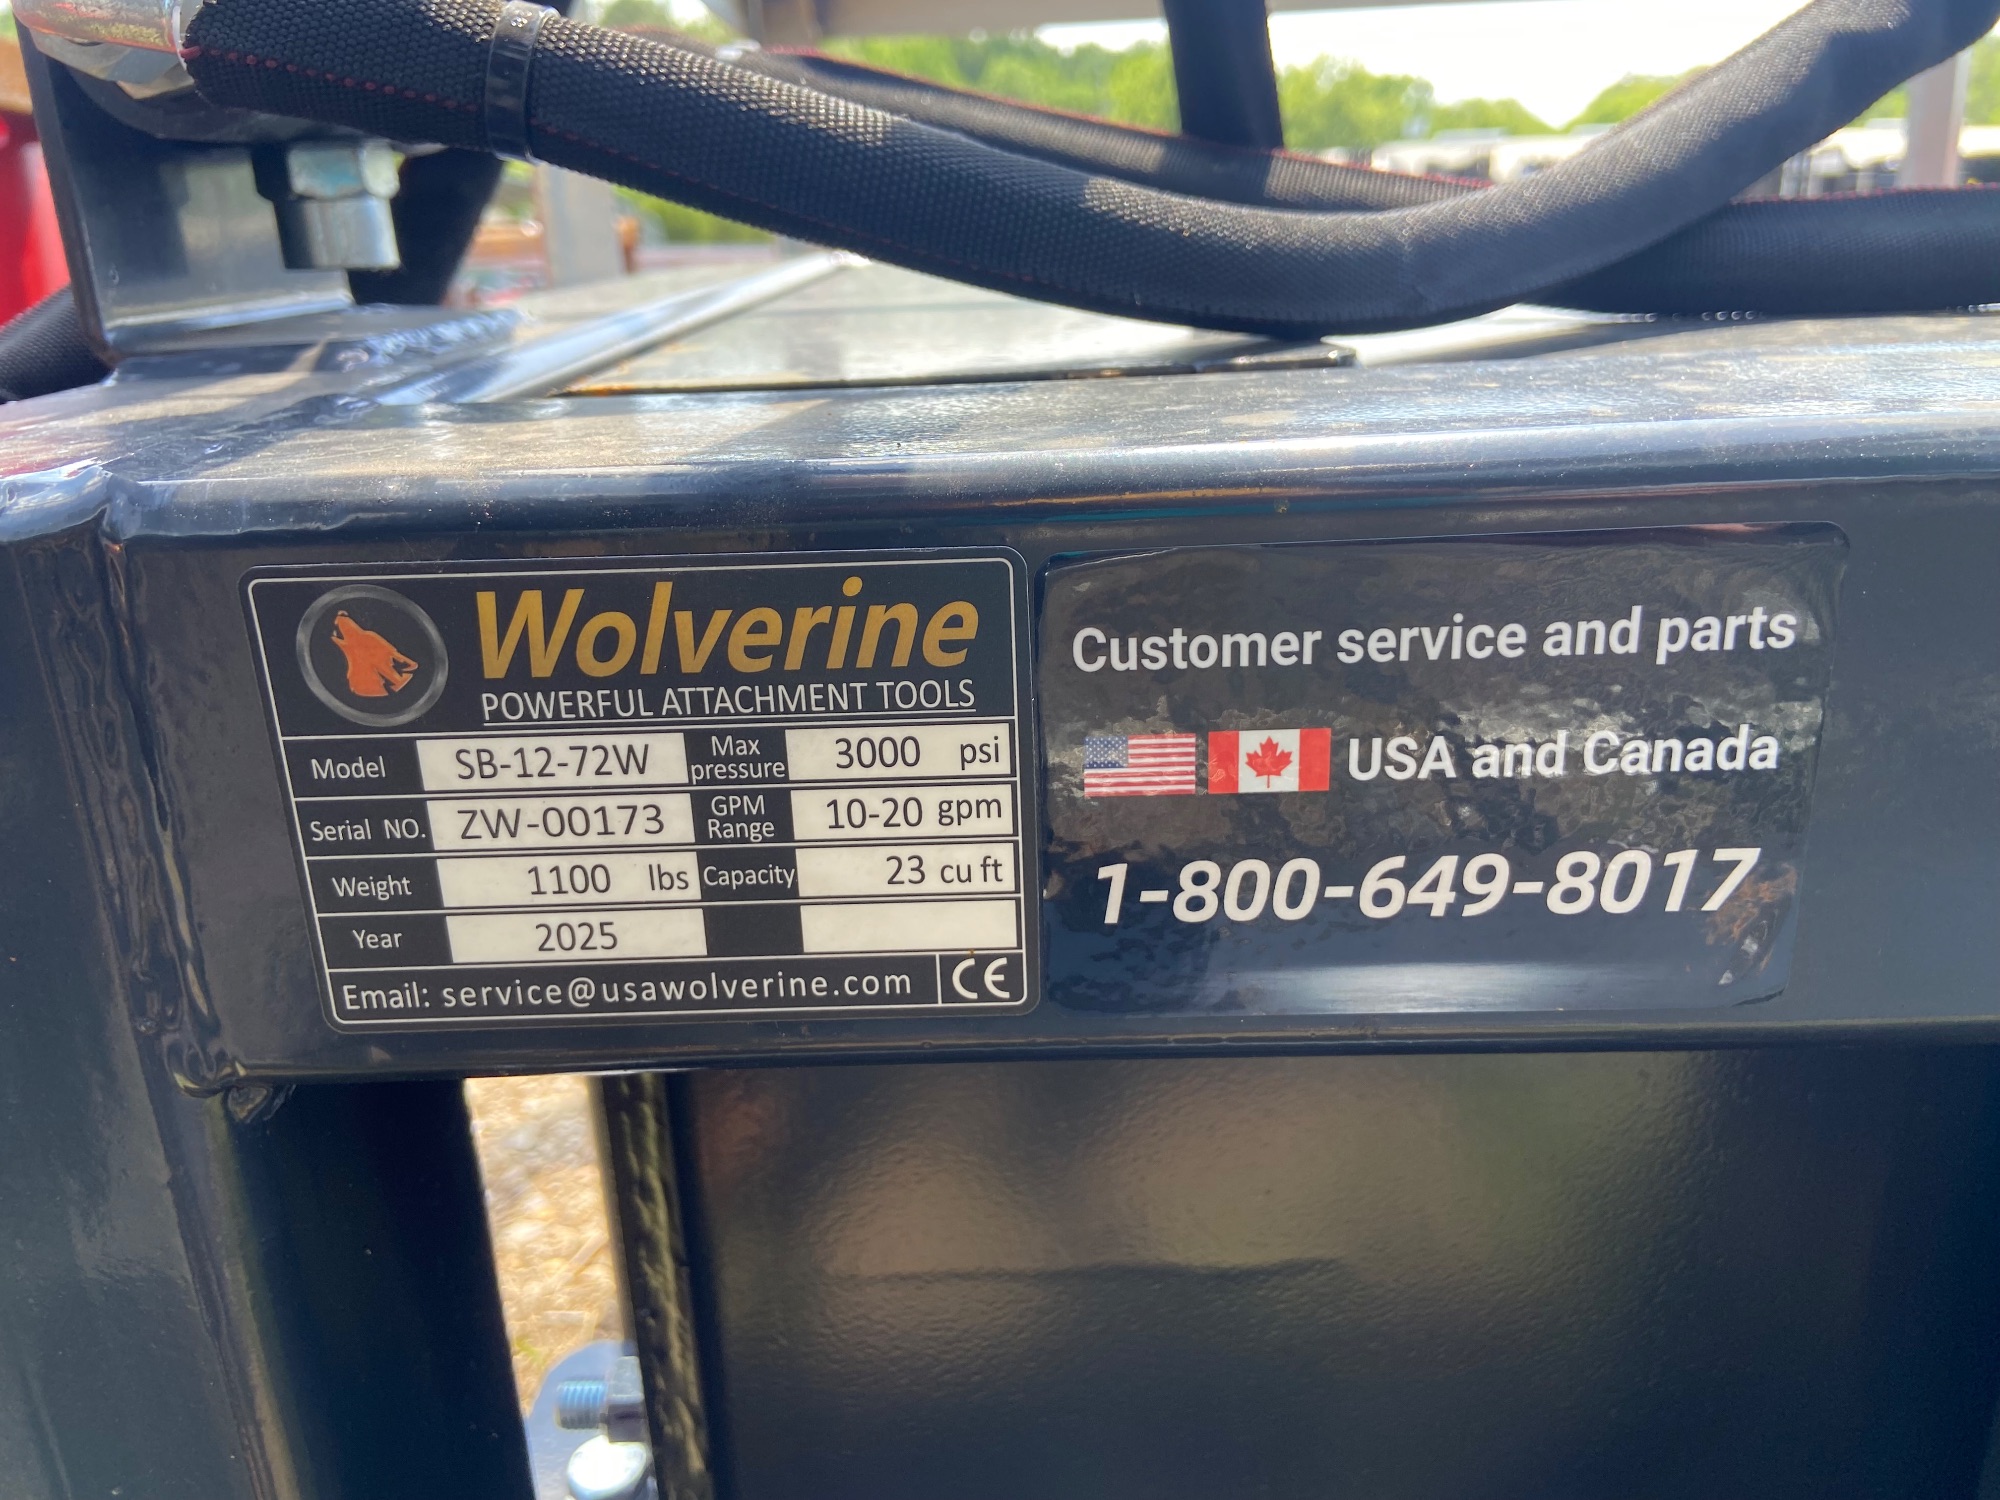 Wolverine
POWERFUL ATTACHMENT TOOLS
Model SB-12-72W Max pressure 3000 psi
Serial NO. ZW-00173 GPM Range 10-20 gpm
Weight 1100 lbs Capacity 23 cu ft
Year 2025
Email: service@usawolverine.com CE
Customer service and parts
USA and Canada
1-800-649-8017